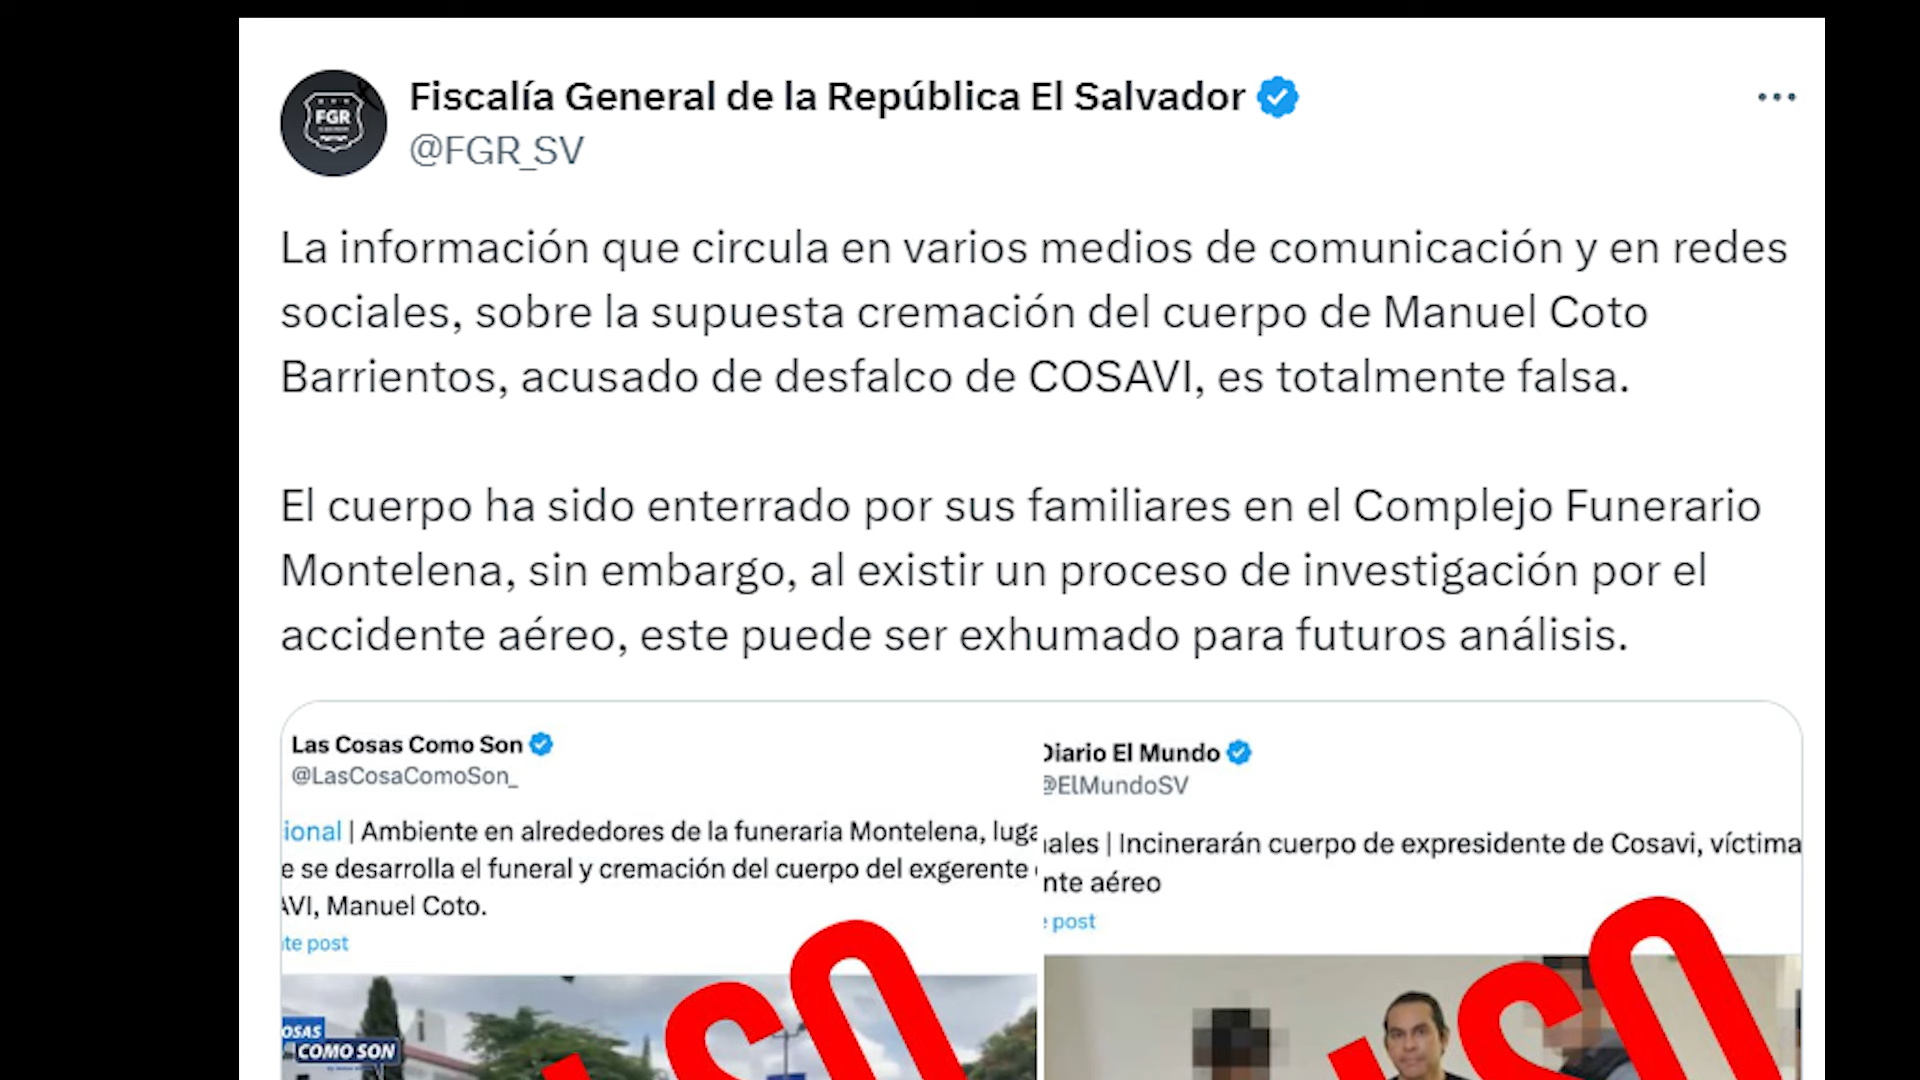 Fiscalía General de la República El Salvador
@FGR_SV
FGR
La información que circula en varios medios de comunicación y en redes
sociales, sobre la supuesta cremación del cuerpo de Manuel Coto
Barrientos, acusado de desfalco de COSAVI, es totalmente falsa.
El cuerpo ha sido enterrado por sus familiares en el Complejo Funerario
Montelena, sin embargo, al existir un proceso de investigación por el
accidente aéreo, este puede ser exhumado para futuros análisis.
Las Cosas Como Son
@LasCosaComoSon_
ional | Ambiente en alrededores de la funeraria Montelena, luga
e se desarrolla el funeral y cremación del cuerpo del exgerente
AVI, Manuel Coto.
te post
OSAS
COMO SON
SO
Diario El Mundo
@ElMundoSV
ales | Incinerarán cuerpo de expresidente de Cosavi, víctima
nte aéreo
e post
SO